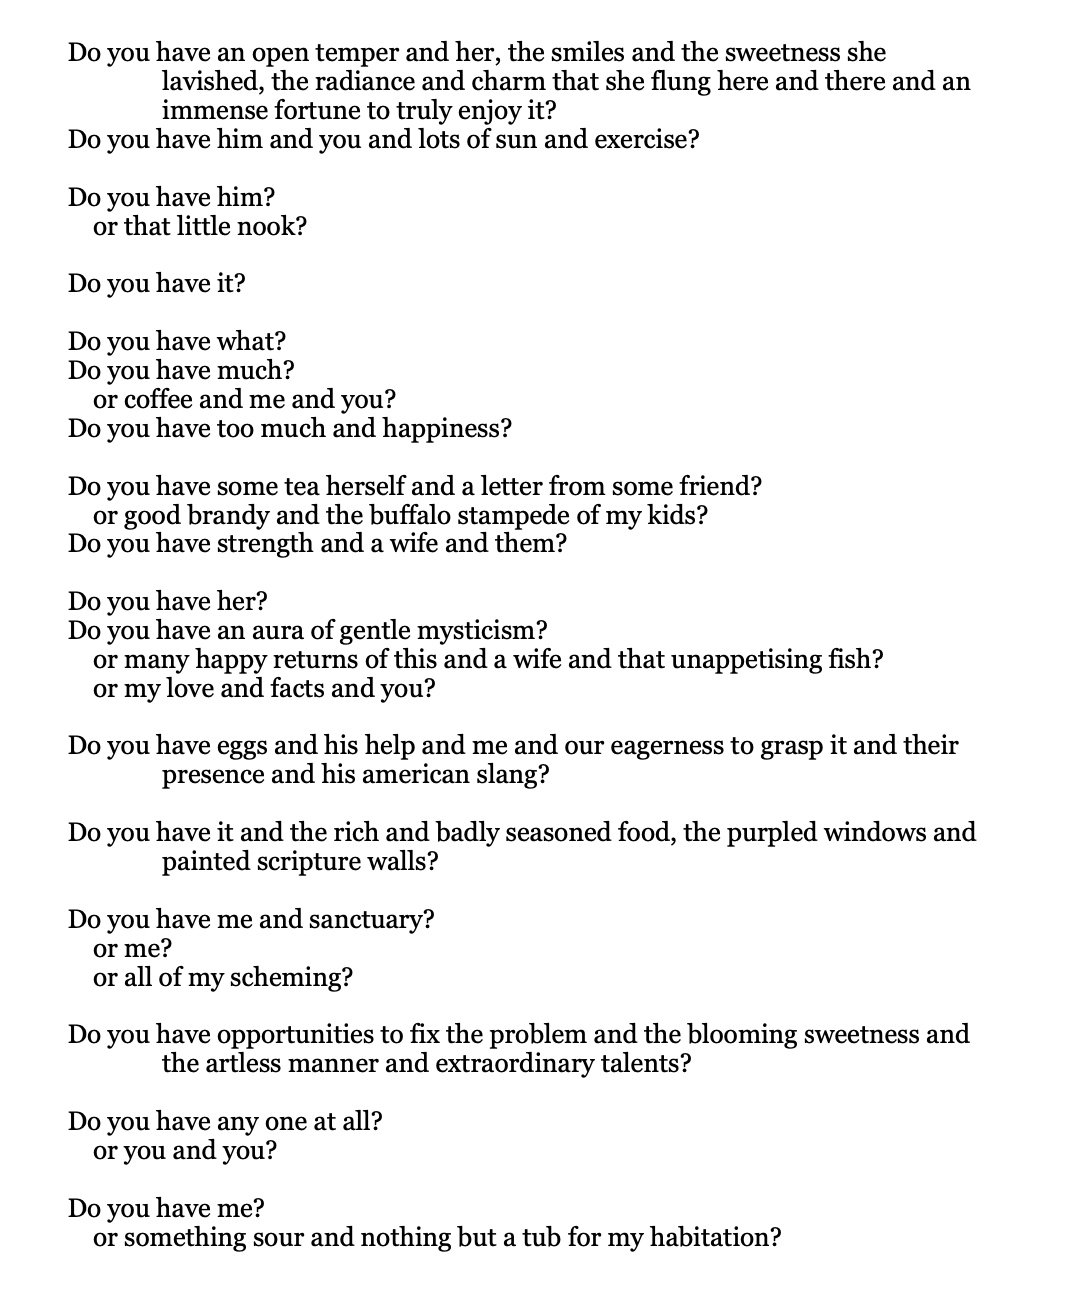 Do you have an open temper and her, the smiles and the sweetness she
lavished, the radiance and charm that she flung here and there and an
immense fortune to truly enjoy it?
Do you have him and you and lots of sun and exercise?
Do you have him?
or that little nook?
Do you have it?
Do you have what?
Do you have much?
or coffee and me and you?
Do you have too much and happiness?
Do you have some tea herself and a letter from some friend?
or good brandy and the buffalo stampede of my kids?
Do you have strength and a wife and them?
Do you have her?
Do you have an aura of gentle mysticism?
or many happy returns of this and a wife and that unappetising fish?
or my love and facts and you?
Do you have eggs and his help and me and our eagerness to grasp it and their
presence and his american slang?
Do you have it and the rich and badly seasoned food, the purpled windows and
painted scripture walls?
Do you have me and sanctuary?
or me?
or all of my scheming?
Do you have opportunities to fix the problem and the blooming sweetness and
the artless manner and extraordinary talents?
Do you have any one at all?
or you and you?
Do you have me?
or something sour and nothing but a tub for my habitation?